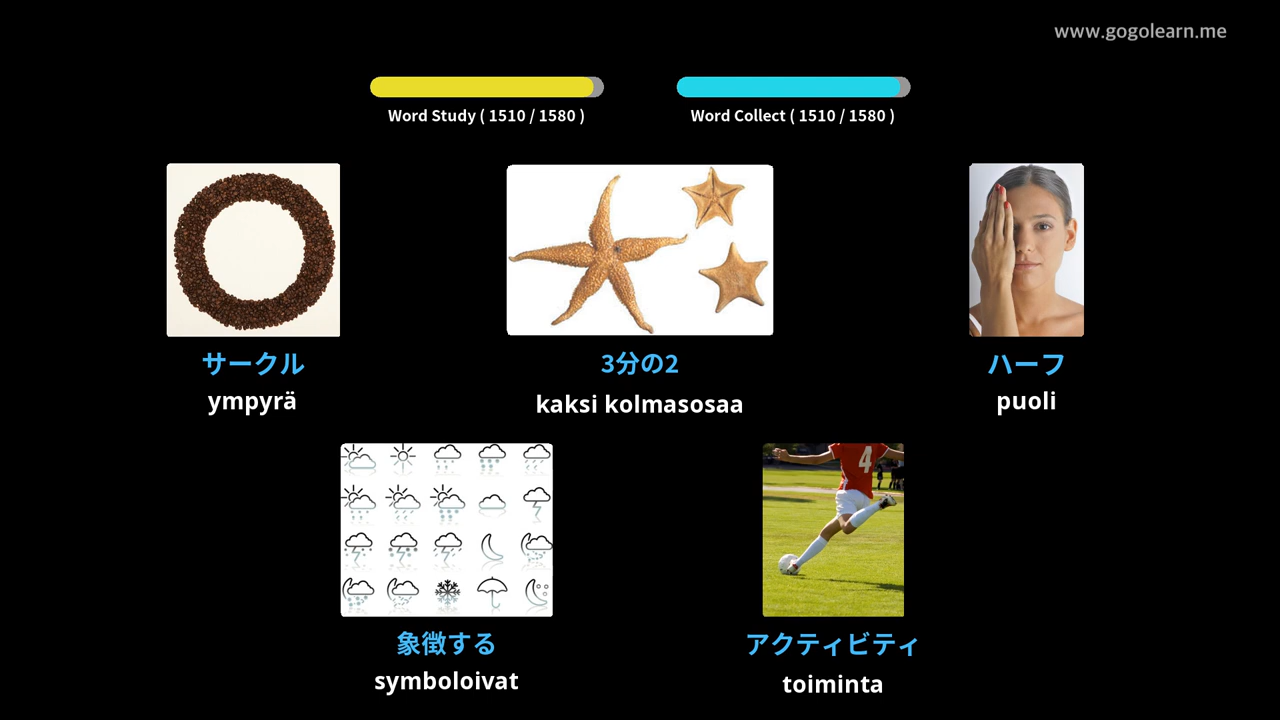 www.gogolearn.me
Word Study ( 1510 / 1580 )
Word Collect ( 1510 / 1580 )
サークル
ympyrä
3分の2
kaksi kolmasosaa
ハーフ
puoli
4
象徴する
symboloivat
アクティビティ
toiminta